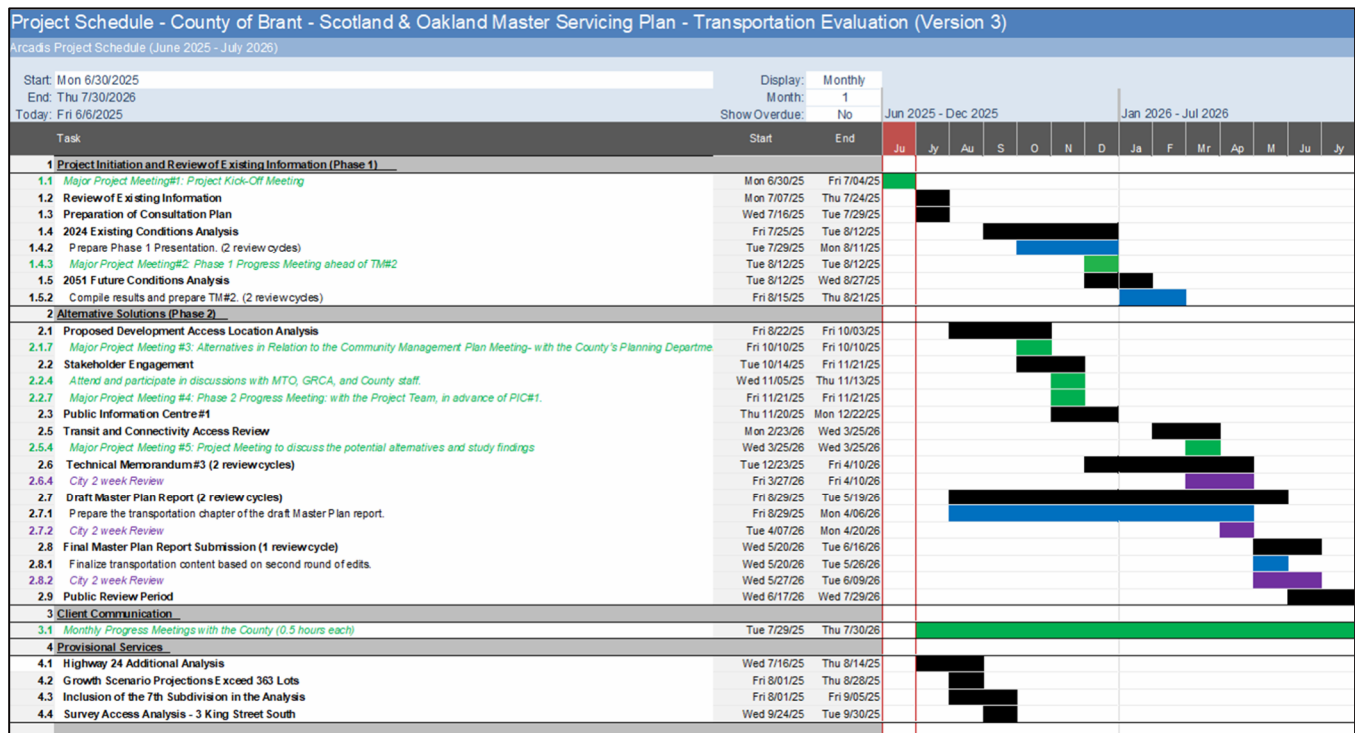 Project Schedule - County of Brant - Scotland & Oakland Master Servicing Plan - Transportation Evaluation (Version 3)
Arcadis Project Schedule (June 2025 - July 2026)
Start: Mon 6/30/2025 Display: Monthly
End: Thu 7/30/2026 Month: 1
Today: Fri 6/6/2025 Show Overdue: No Jun 2025 - Dec 2025 Jan 2026 - Jul 2026
Task Start End Ju Jy Au S O N D Ja F Mr Ap M Ju Jy
1 Project Initiation and Review of Existing Information (Phase 1)
1.1 Major Project Meeting#1: Project Kick-Off Meeting Mon 6/30/25 Fri 7/04/25
1.2 Review of Existing Information Mon 7/07/25 Thu 7/24/25
1.3 Preparation of Consultation Plan Wed 7/16/25 Tue 7/29/25
1.4 2024 Existing Conditions Analysis Fri 7/25/25 Tue 8/12/25
1.4.2 Prepare Phase 1 Presentation. (2 review cycles) Tue 7/29/25 Mon 8/11/25
1.4.3 Major Project Meeting#2: Phase 1 Progress Meeting ahead of TM#2 Tue 8/12/25 Tue 8/12/25
1.5 2051 Future Conditions Analysis Tue 8/12/25 Wed 8/27/25
1.5.2 Compile results and prepare TM#2. (2 review cycles) Fri 8/15/25 Thu 8/21/25
2 Alternative Solutions (Phase 2)
2.1 Proposed Development Access Location Analysis Fri 8/22/25 Fri 10/03/25
2.1.7 Major Project Meeting #3: Alternatives in Relation to the Community Management Plan Meeting- with the County's Planning Departme Fri 10/10/25 Fri 10/10/25
2.2 Stakeholder Engagement Tue 10/14/25 Fri 11/21/25
2.2.4 Attend and participate in discussions with MTO, GRCA, and County staff. Wed 11/05/25 Thu 11/13/25
2.2.7 Major Project Meeting #4: Phase 2 Progress Meeting: with the Project Team, in advance of PIC#1. Fri 11/21/25 Fri 11/21/25
2.3 Public Information Centre #1 Thu 11/20/25 Mon 12/22/25
2.5 Transit and Connectivity Access Review Mon 2/23/26 Wed 3/25/26
2.5.4 Major Project Meeting #5: Project Meeting to discuss the potential alternatives and study findings Wed 3/25/26 Wed 3/25/26
2.6 Technical Memorandum #3 (2 review cycles) Tue 12/23/25 Fri 4/10/26
2.6.4 City 2 week Review Fri 3/27/26 Fri 4/10/26
2.7 Draft Master Plan Report (2 review cycles) Fri 8/29/25 Tue 5/19/26
2.7.1 Prepare the transportation chapter of the draft Master Plan report. Fri 8/29/25 Mon 4/06/26
2.7.2 City 2 week Review Tue 4/07/26 Mon 4/20/26
2.8 Final Master Plan Report Submission (1 review cycle) Wed 5/20/26 Tue 6/16/26
2.8.1 Finalize transportation content based on second round of edits. Wed 5/20/26 Tue 5/26/26
2.8.2 City 2 week Review Wed 5/27/26 Tue 6/09/26
2.9 Public Review Period Wed 6/17/26 Wed 7/29/26
3 Client Communication
3.1 Monthly Progress Meetings with the County (0.5 hours each) Tue 7/29/25 Thu 7/30/26
4 Provisional Services
4.1 Highway 24 Additional Analysis Wed 7/16/25 Thu 8/14/25
4.2 Growth Scenario Projections Exceed 363 Lots Fri 8/01/25 Thu 8/28/25
4.3 Inclusion of the 7th Subdivision in the Analysis Fri 8/01/25 Fri 9/05/25
4.4 Survey Access Analysis - 3 King Street South Wed 9/24/25 Tue 9/30/25